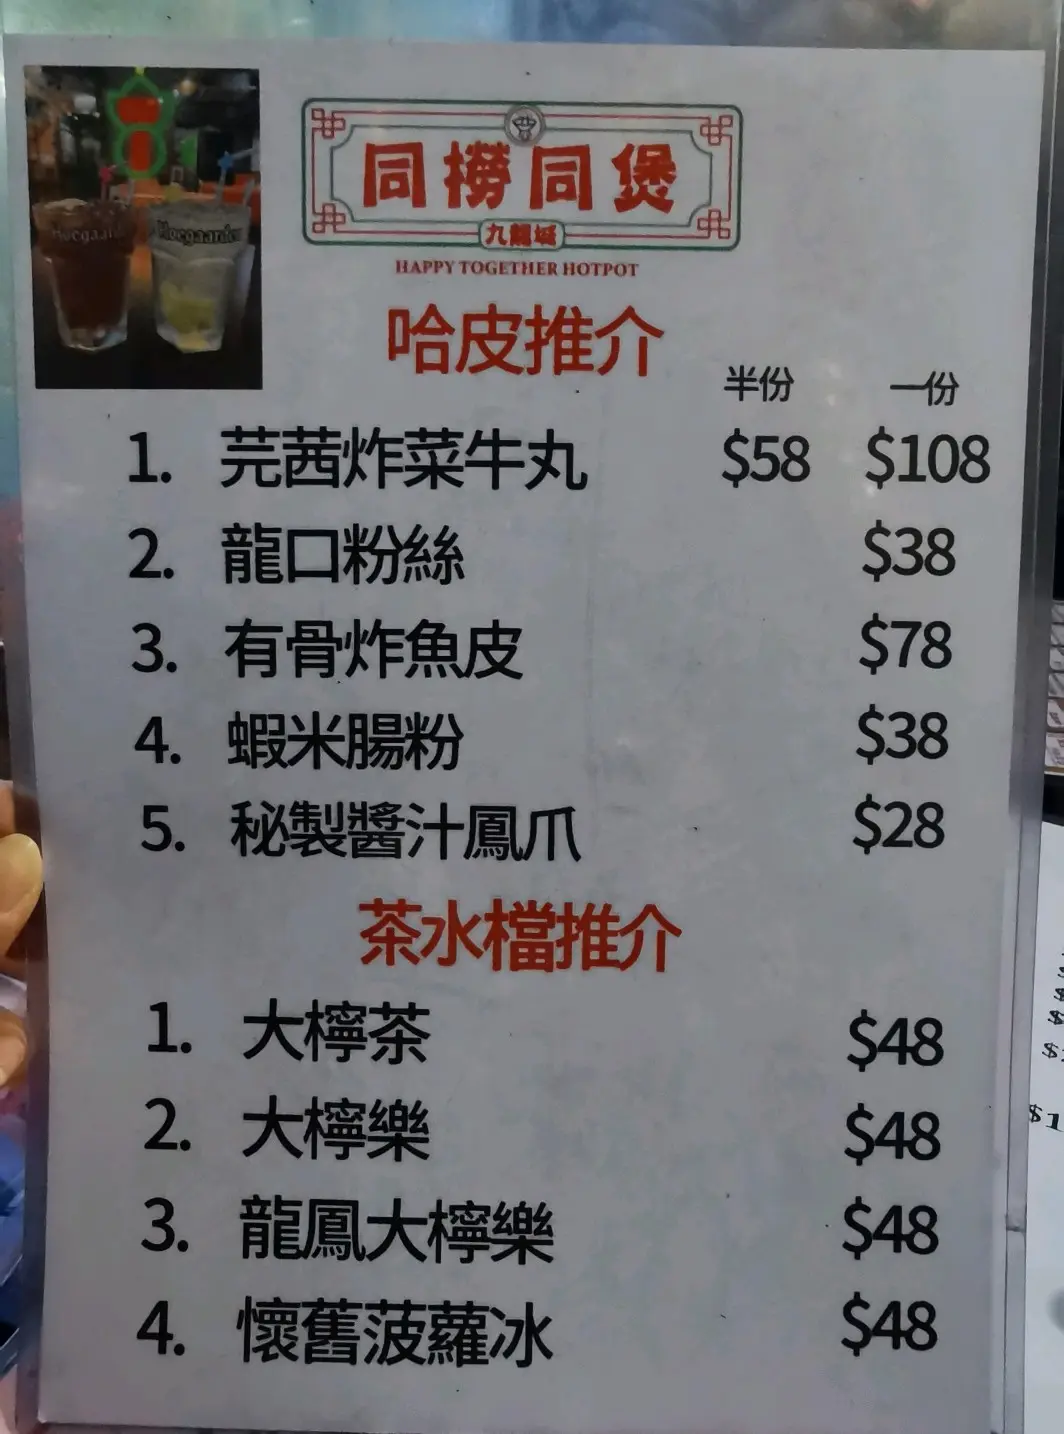 Hoegaarden
同撈同煲
九龍城
HAPPY TOGETHER HOTPOT
哈皮推介
半份 一份
1. 芫茜炸菜牛丸 $58 $108
2. 龍口粉絲 $38
3. 有骨炸魚皮 $78
4. 蝦米腸粉 $38
5. 秘製醬汁鳳爪 $28
茶水檔推介
1. 大檸茶 $48
2. 大檸樂 $48
3. 龍鳳大檸樂 $48
4. 懷舊菠蘿冰 $48